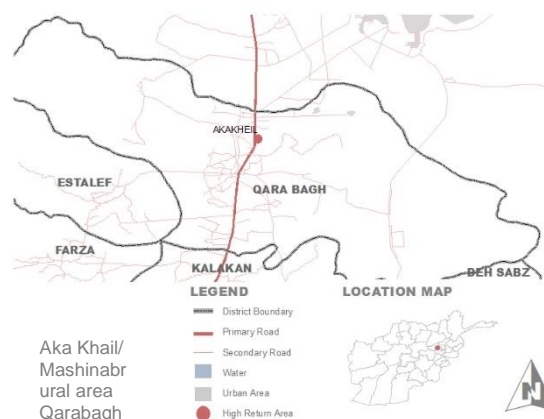 AKAKHEIL
ESTALEF
QARA BAGH
FARZA
KALAKAN
DEH SABZ
LEGEND
District Boundary
Primary Road
Secondary Road
Water
Urban Area
High Return Area
LOCATION MAP
N
Aka Khail/
Mashinabr
ural area
Qarabagh